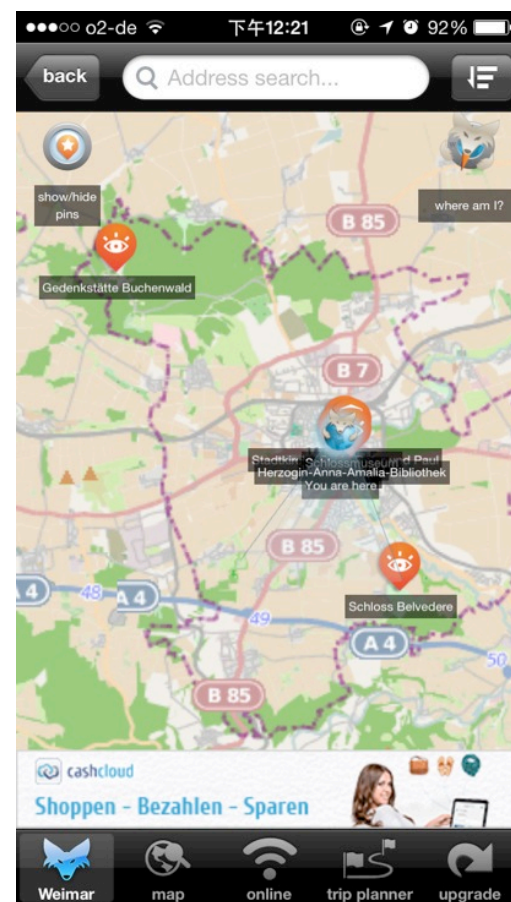 o2-de 下午12:21 92%
back Address search...
show/hide
pins
where am I?
B 85
Gedenkstätte Buchenwald
B 7
Schlossmuseum
Herzogin-Anna-Amalia-Bibliothek
You are here
B 85
Schloss Belvedere
A 4
48
A 4
49
A 4
50
B 85
cashcloud
Shoppen - Bezahlen - Sparen
Weimar map online trip planner upgrade